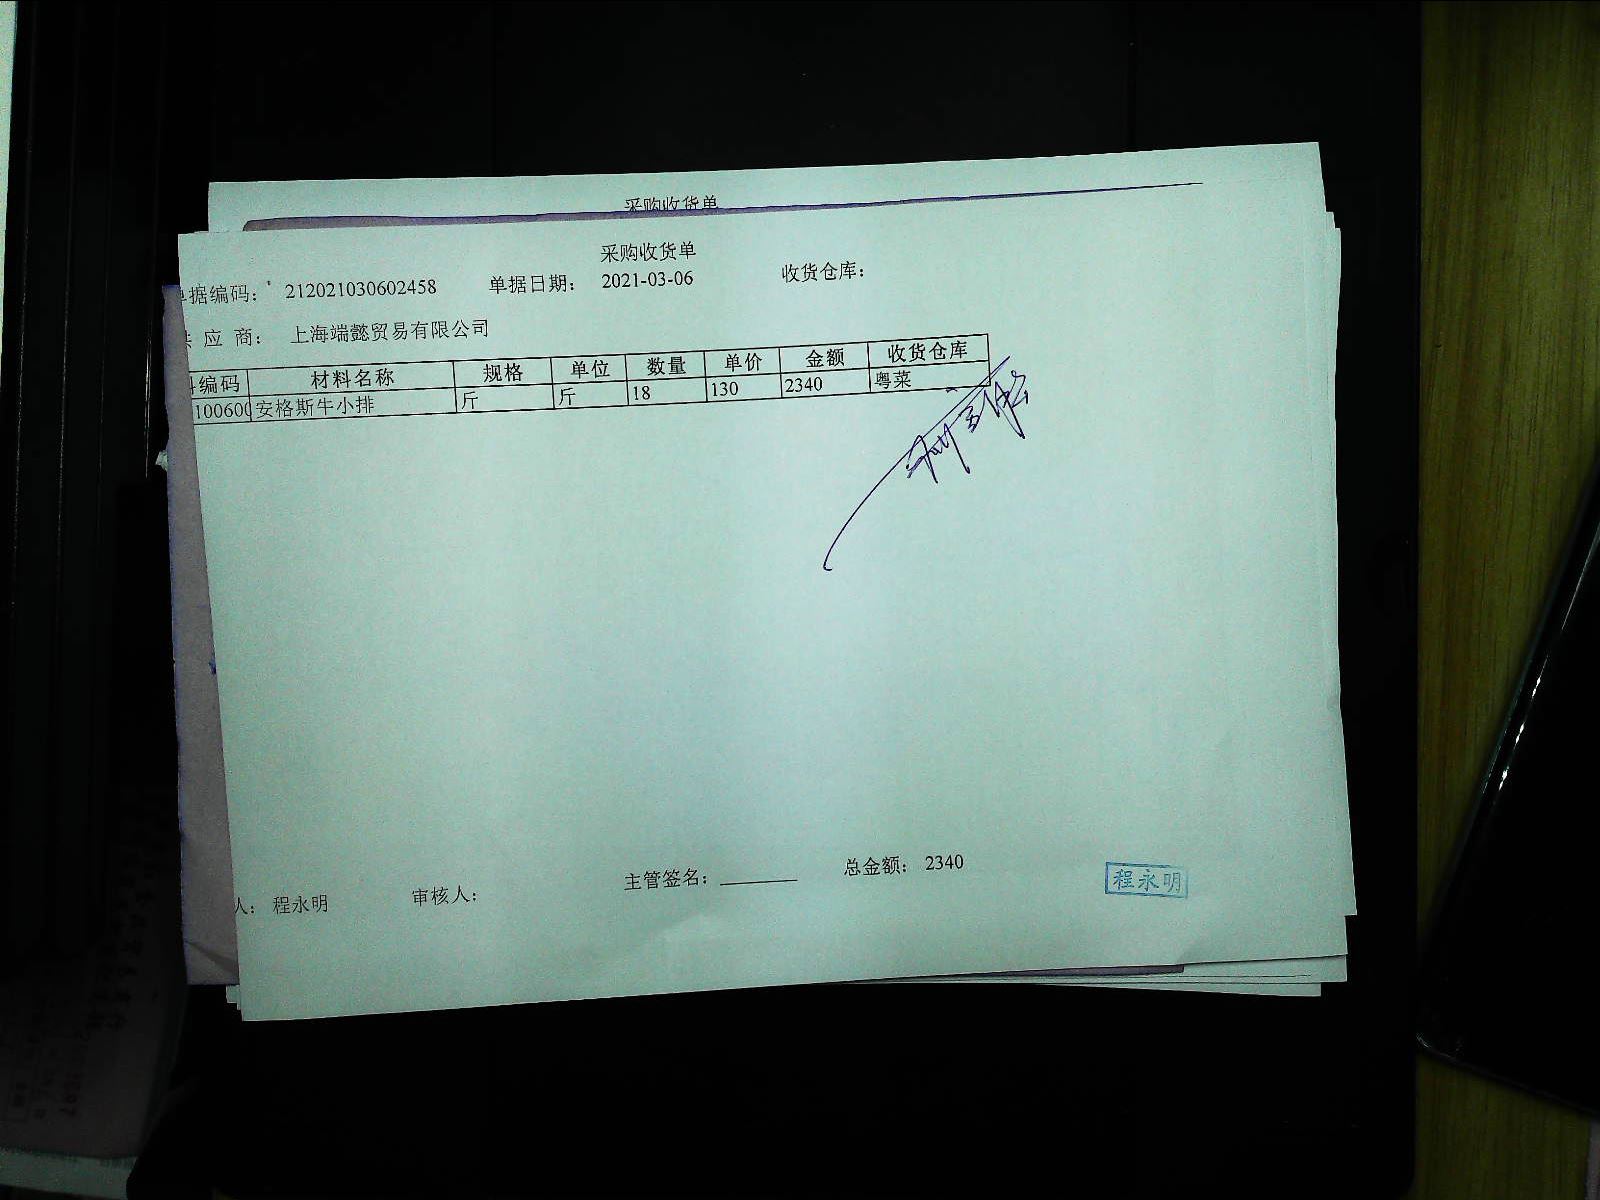 采购收货单
采购收货单
单据编码： 212021030602458 单据日期： 2021-03-06 收货仓库：
供 应 商： 上海端懿贸易有限公司
编码 材料名称 规格 单位 数量 单价 金额 收货仓库
100600 安格斯牛小排 斤 斤 18 130 2340 粤菜
人： 程永明 审核人： 主管签名： 总金额： 2340
程永明